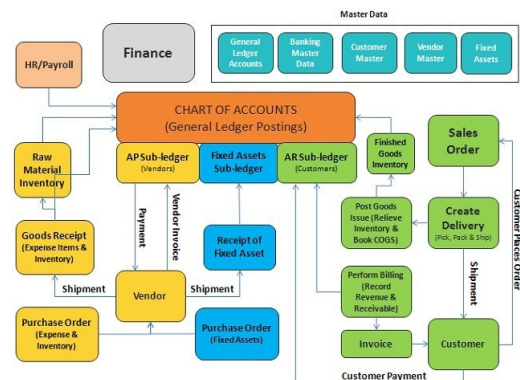 Master Data
Finance
HR/Payroll
General
Ledger
Accounts
Banking
Master
Data
Customer
Master
Vendor
Master
Fixed
Assets
CHART OF ACCOUNTS
(General Ledger Postings)
Raw
Material
Inventory
AP Sub-ledger
(Vendors)
Fixed Assets
Sub-ledger
AR Sub-ledger
(Customers)
Finished
Goods
Inventory
Sales
Order
Goods Receipt
(Expense Items &
Inventory)
Payment
Vendor Invoice
Receipt of
Fixed Asset
Post Goods
Issue (Relieve
Inventory &
Book COGS)
Create
Delivery
(Pick, Pack & Ship)
Customer Places Order
Shipment
Vendor
Shipment
Perform Billing
(Record
Revenue &
Receivable)
Shipment
Purchase Order
(Expense &
Inventory)
Purchase Order
(Fixed Assets)
Invoice
Customer
Customer Payment